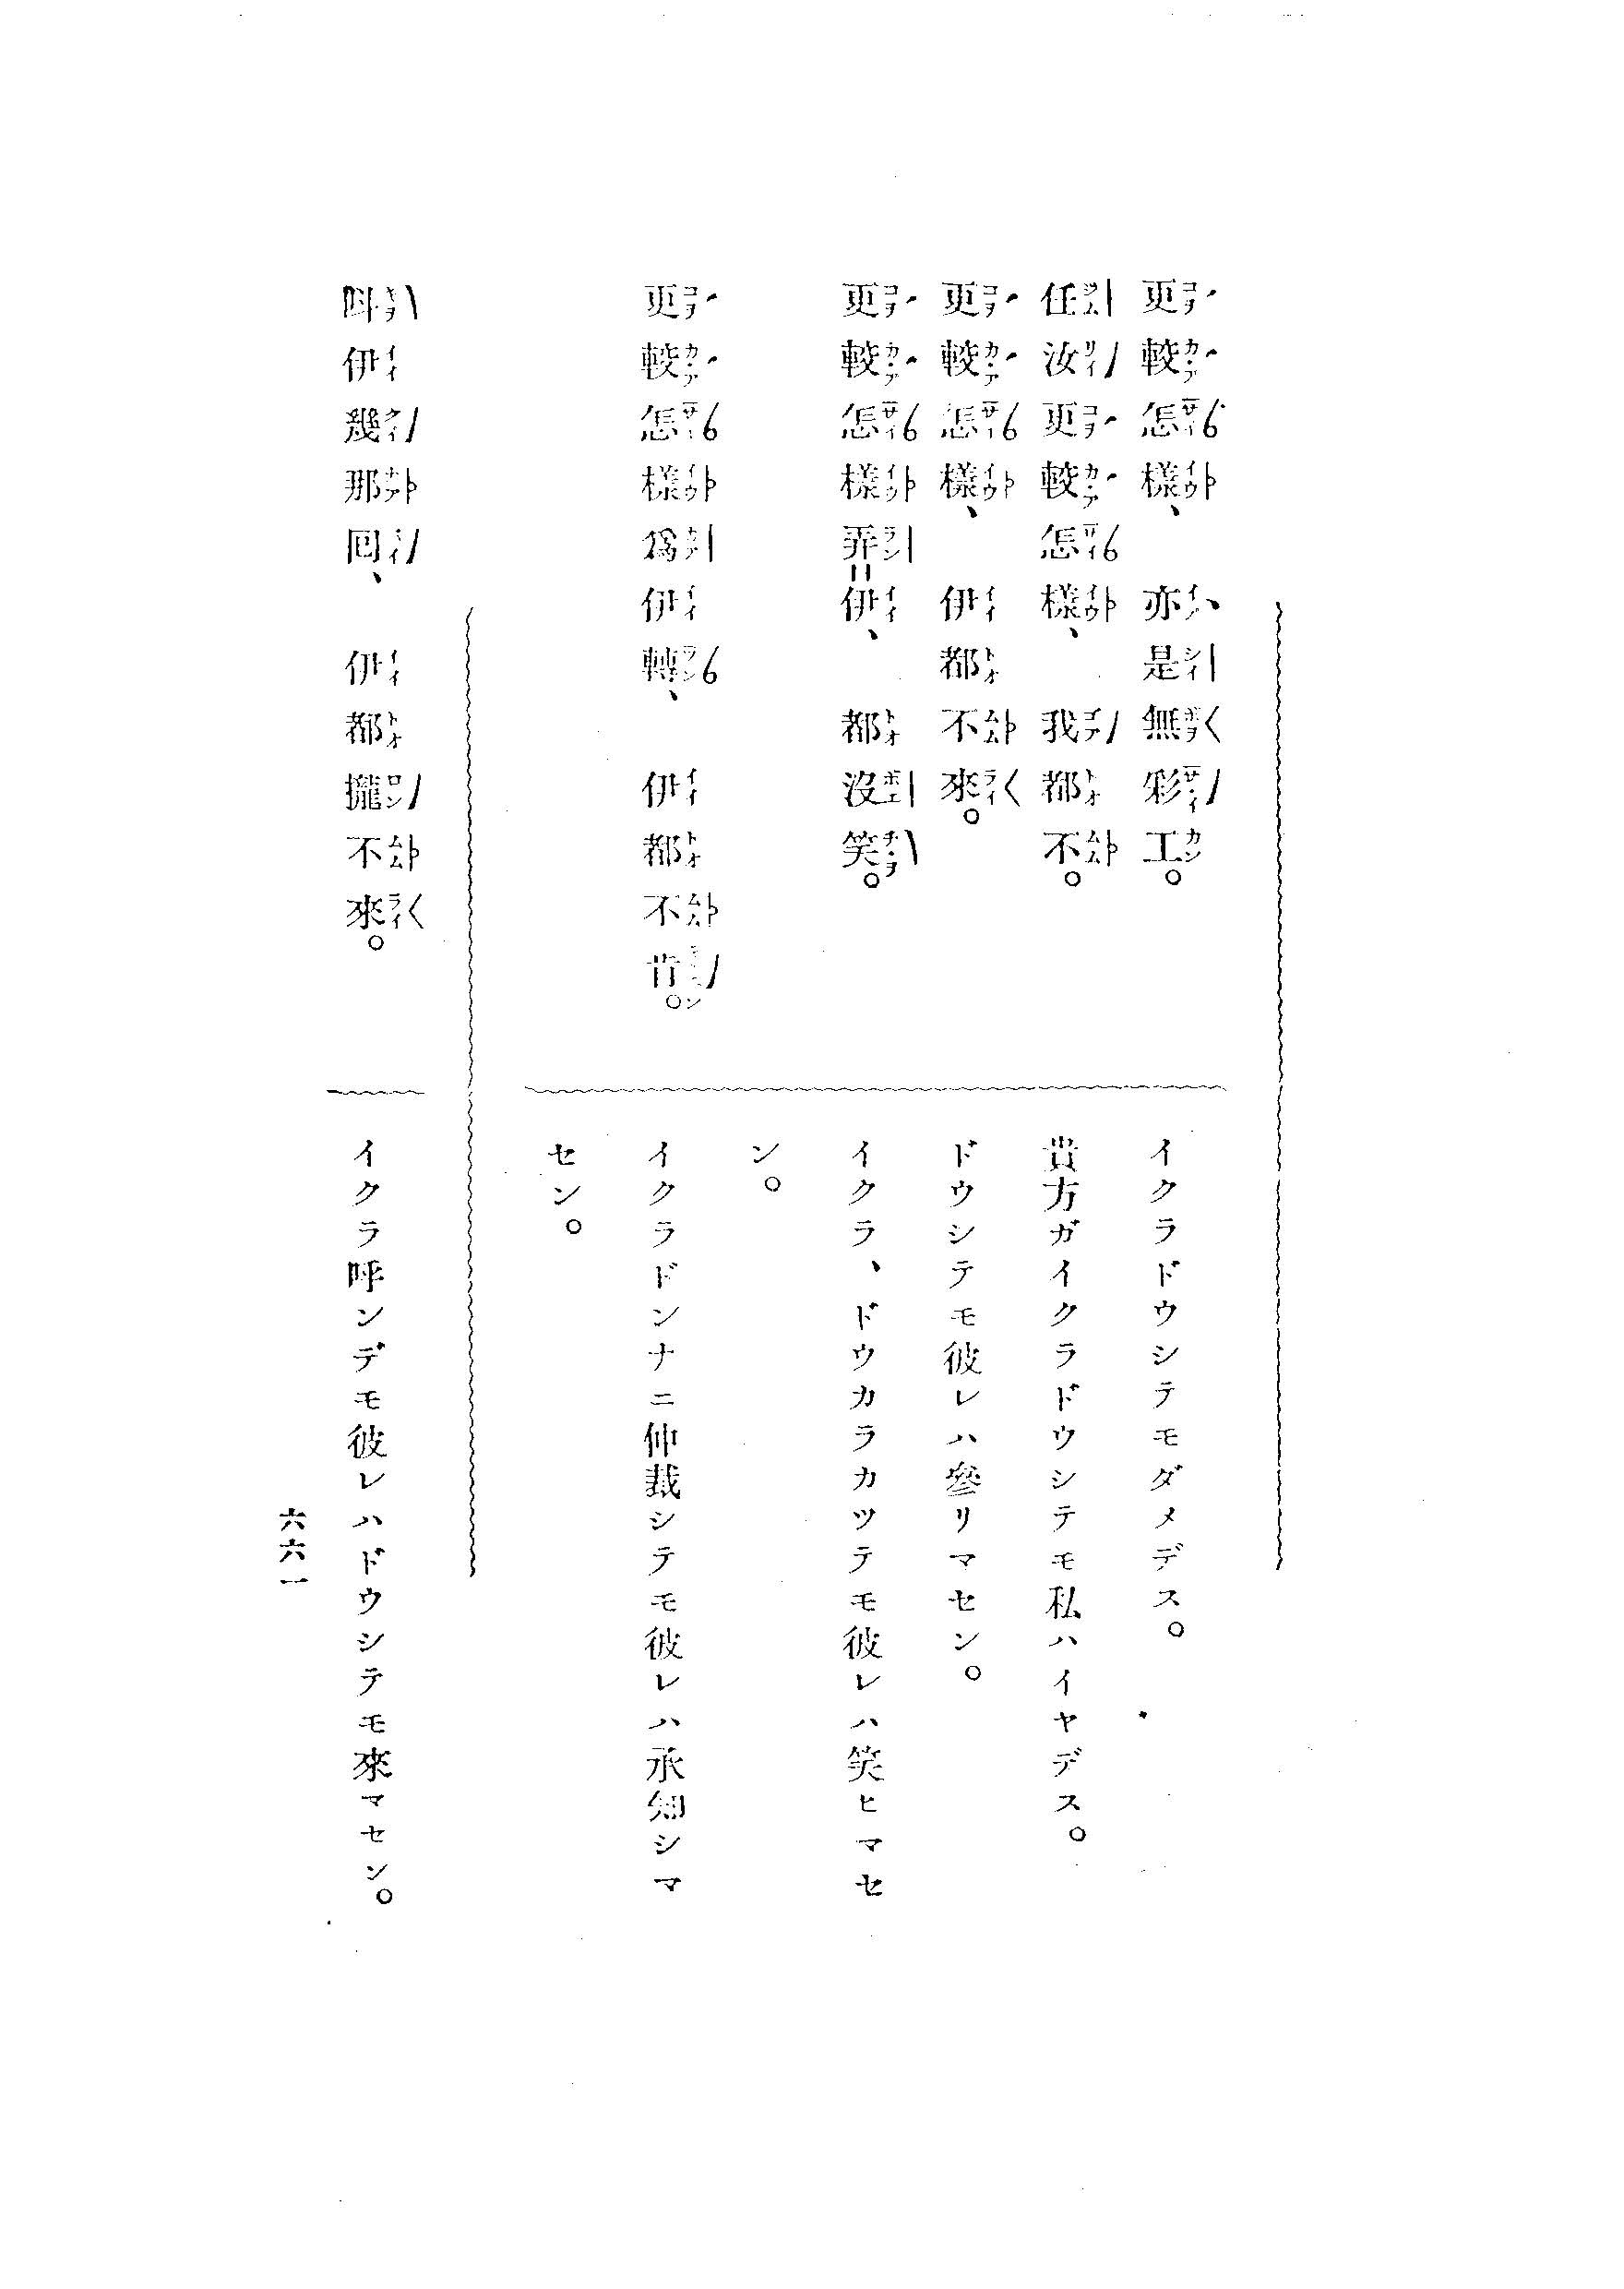 更較怎樣、亦是無彩工。
イクラドウシテモダメデス。
任汝更較怎樣、我都不。
貴方ガイクラドウシテモ私ハイヤデス。
更較怎樣、伊都不來。
ドウシテモ彼レハ參リマセン。
更較怎樣弄=伊、都沒笑。
イクラ、ドウカラカツテモ彼レハ笑ヒマセ
ン。
更較怎樣爲伊轉、伊都不肯。
イクラドンナニ仲裁シテモ彼レハ承知シマ
セン。
呌伊幾那回、伊都攏不來。
イクラ呼ンデモ彼レハドウシテモ來マセン。
六六一